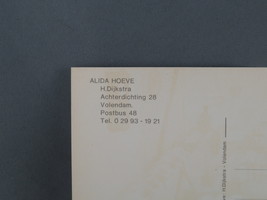 ALIDA HOEVE
H.Dijkstra
Achterdichting 28
Volendam.
Postbus 48
Tel. 0 29 93 - 19 21